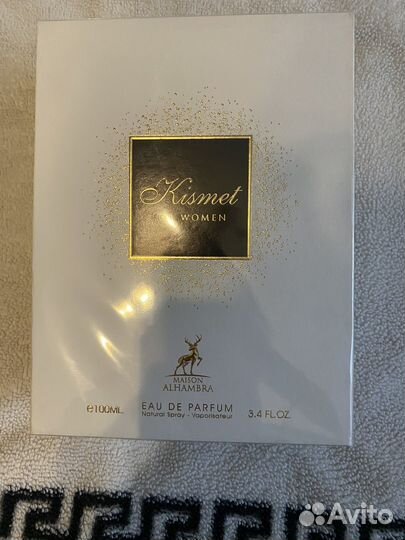 Kismet
WOMEN
MAISON
ALHAMBRA
℮100ML. EAU DE PARFUM 3.4 FL.OZ.
Natural Spray - Vaporisateur
Avito